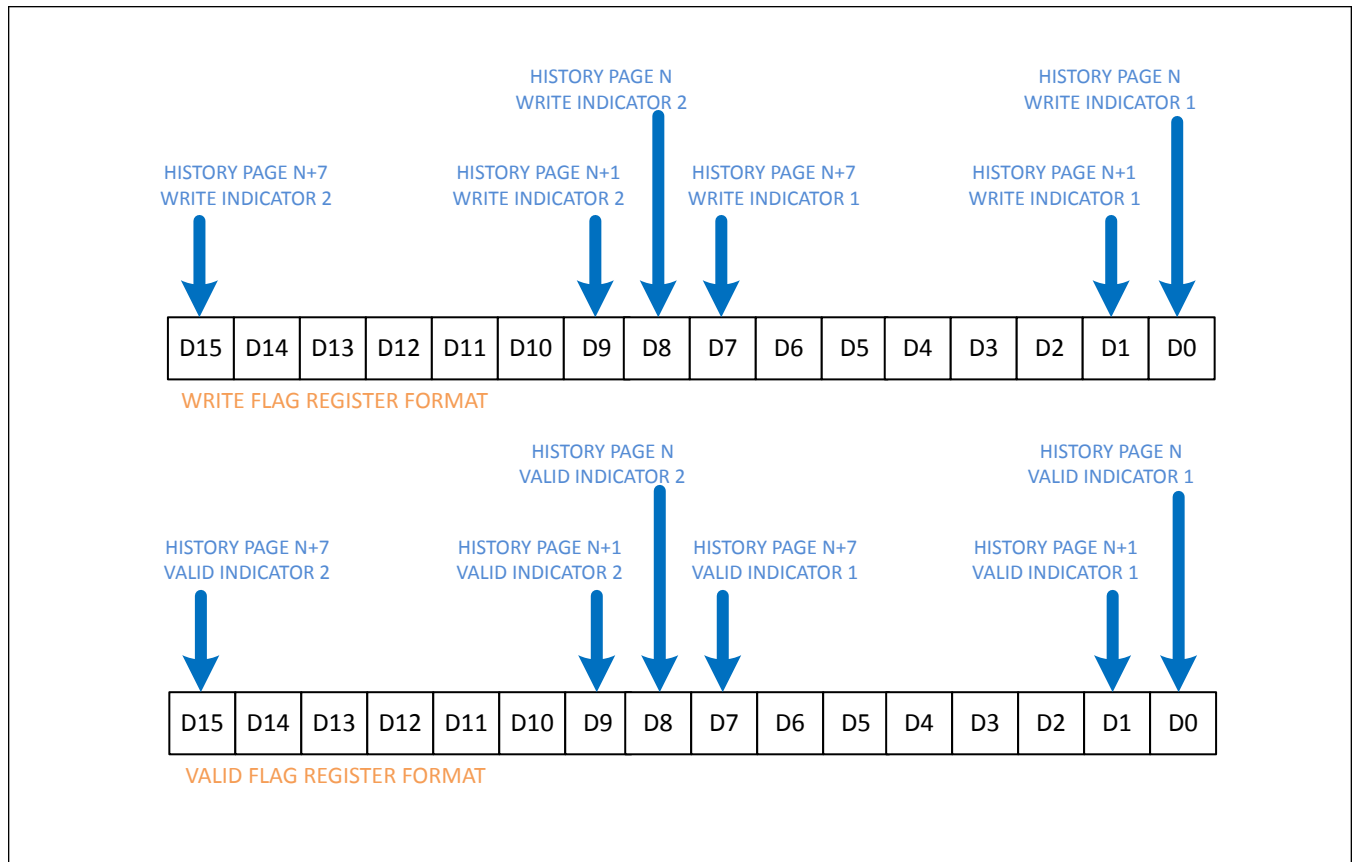 HISTORY PAGE N
WRITE INDICATOR 2
HISTORY PAGE N
WRITE INDICATOR 1
HISTORY PAGE N+7
WRITE INDICATOR 2
HISTORY PAGE N+1
WRITE INDICATOR 2
HISTORY PAGE N+7
WRITE INDICATOR 1
HISTORY PAGE N+1
WRITE INDICATOR 1
D15 D14 D13 D12 D11 D10 D9 D8 D7 D6 D5 D4 D3 D2 D1 D0
WRITE FLAG REGISTER FORMAT
HISTORY PAGE N
VALID INDICATOR 2
HISTORY PAGE N
VALID INDICATOR 1
HISTORY PAGE N+7
VALID INDICATOR 2
HISTORY PAGE N+1
VALID INDICATOR 2
HISTORY PAGE N+7
VALID INDICATOR 1
HISTORY PAGE N+1
VALID INDICATOR 1
D15 D14 D13 D12 D11 D10 D9 D8 D7 D6 D5 D4 D3 D2 D1 D0
VALID FLAG REGISTER FORMAT